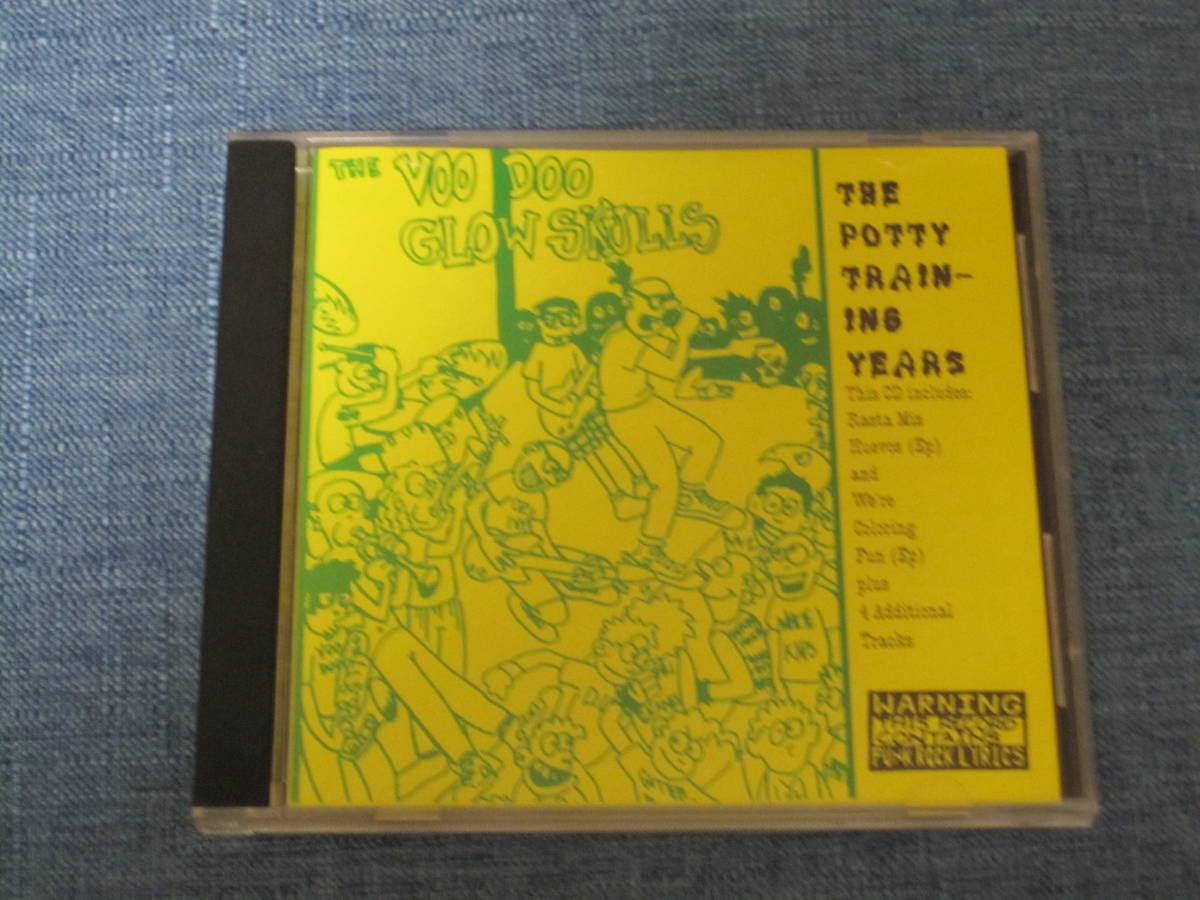 THE VOO DOO
GLOW SKULLS
THE
POTTY
TRAIN-
ING
YEARS
This CD includes:
Rasta Mis
Huevos (Ep)
and
We're
Coloring
Fun (Ep)
plus
4 Additional
Tracks
WARNING
THIS RECORD
CONTAINS
PUNK ROCK LYRICS